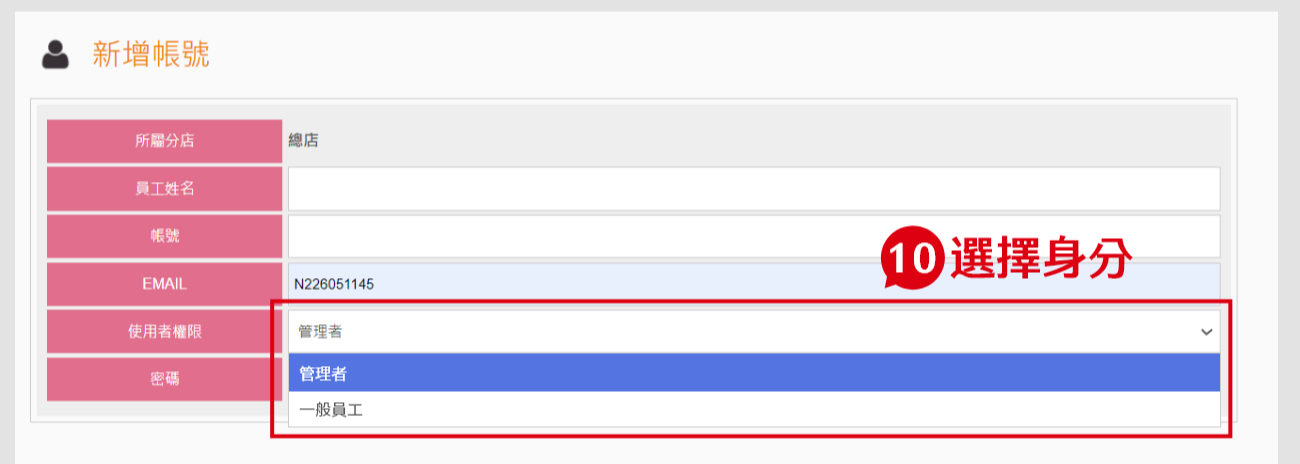 新增帳號
所屬分店 總店
員工姓名
帳號
10 選擇身分
EMAIL N226051145
使用者權限 管理者
密碼 管理者
一般員工